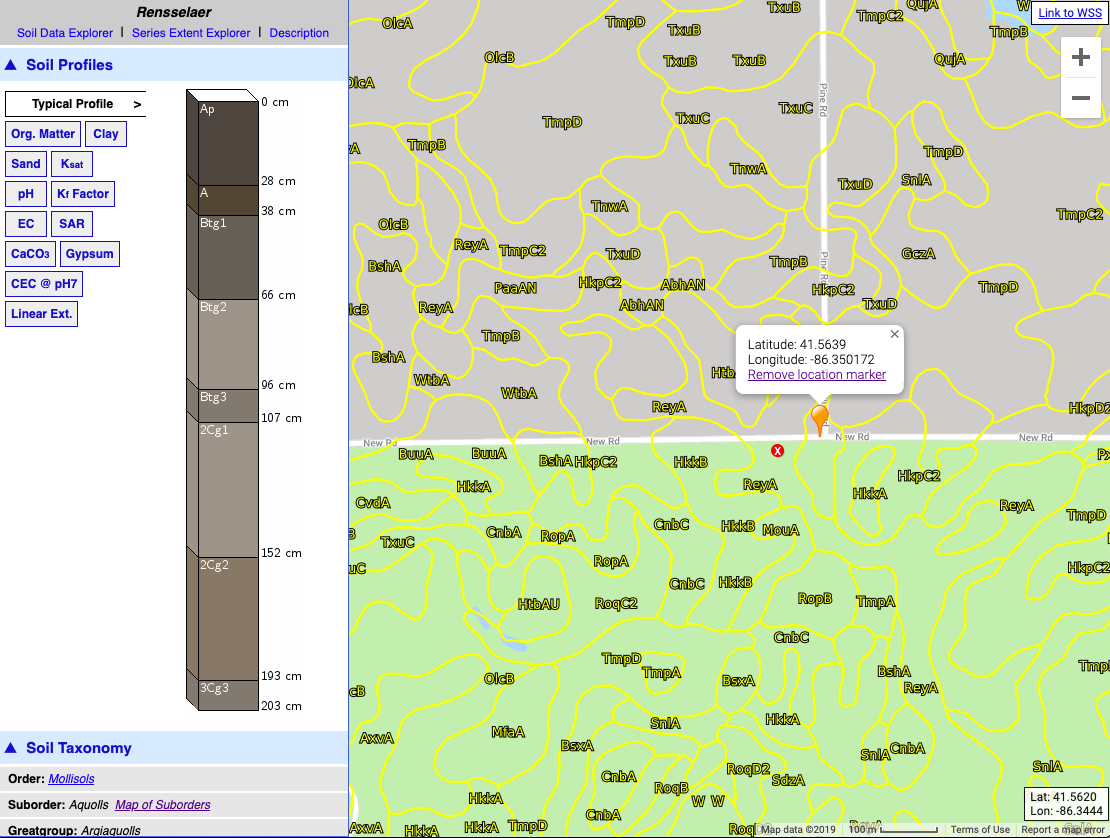 Rensselaer
Soil Data Explorer | Series Extent Explorer | Description
Soil Profiles
Typical Profile >
Org. Matter Clay
Sand Ksat
pH Kf Factor
EC SAR
CaCO3 Gypsum
CEC @ pH7
Linear Ext.
Ap
0 cm
28 cm
A
38 cm
Btg1
66 cm
Btg2
96 cm
Btg3
107 cm
2Cg1
152 cm
2Cg2
193 cm
3Cg3
203 cm
Soil Taxonomy
Order: Mollisols
Suborder: Aquolls Map of Suborders
Greatgroup: Argiaquolls
Link to WSS
+
−
OlcA TmpD TxuB TxuB TmpC2 QujA W
TmpB
OlcB TxuB TxuB QujA
OlcA
Pine Rd
TmpD TxuC TxuC
TmpB TnwA TmpD
TxuD SnlA
TnwA TmpC2
OlcB
ReyA TmpC2 TxuD GczA
Pine Rd
BshA TmpB
PaaAN HkpC2 AbhAN HkpC2 TmpD
lcB ReyA AbhAN TxuD
TmpB
BshA
WtbA WtbA
ReyA HkpD2
Latitude: 41.5639
Longitude: -86.350172
Remove location marker
New Rd New Rd New Rd New Rd
X
BuuA BuuA BshA HkpC2 HkkB
HkkA ReyA HkkA HkpC2
CvdA ReyA TmpD
TxuC CnbA RopA CnbC HkkB MouA
uC RopA HkpC2
CnbC HkkB
HtbAU RoqC2 RopB TmpA
CnbC
TmpD TmpA BshA
OlcB BsxA ReyA
cB
SnlA HkkA
AxvA MfaA BsxA SnlA CnbA
CnbA RoqD2 SdzA SnlA
RoqB
HkkA W W
CnbA
AxvA HkkA HkkA TmpD
Lat: 41.5620
Lon: -86.3444
Map data ©2019 100 m Terms of Use Report a map error